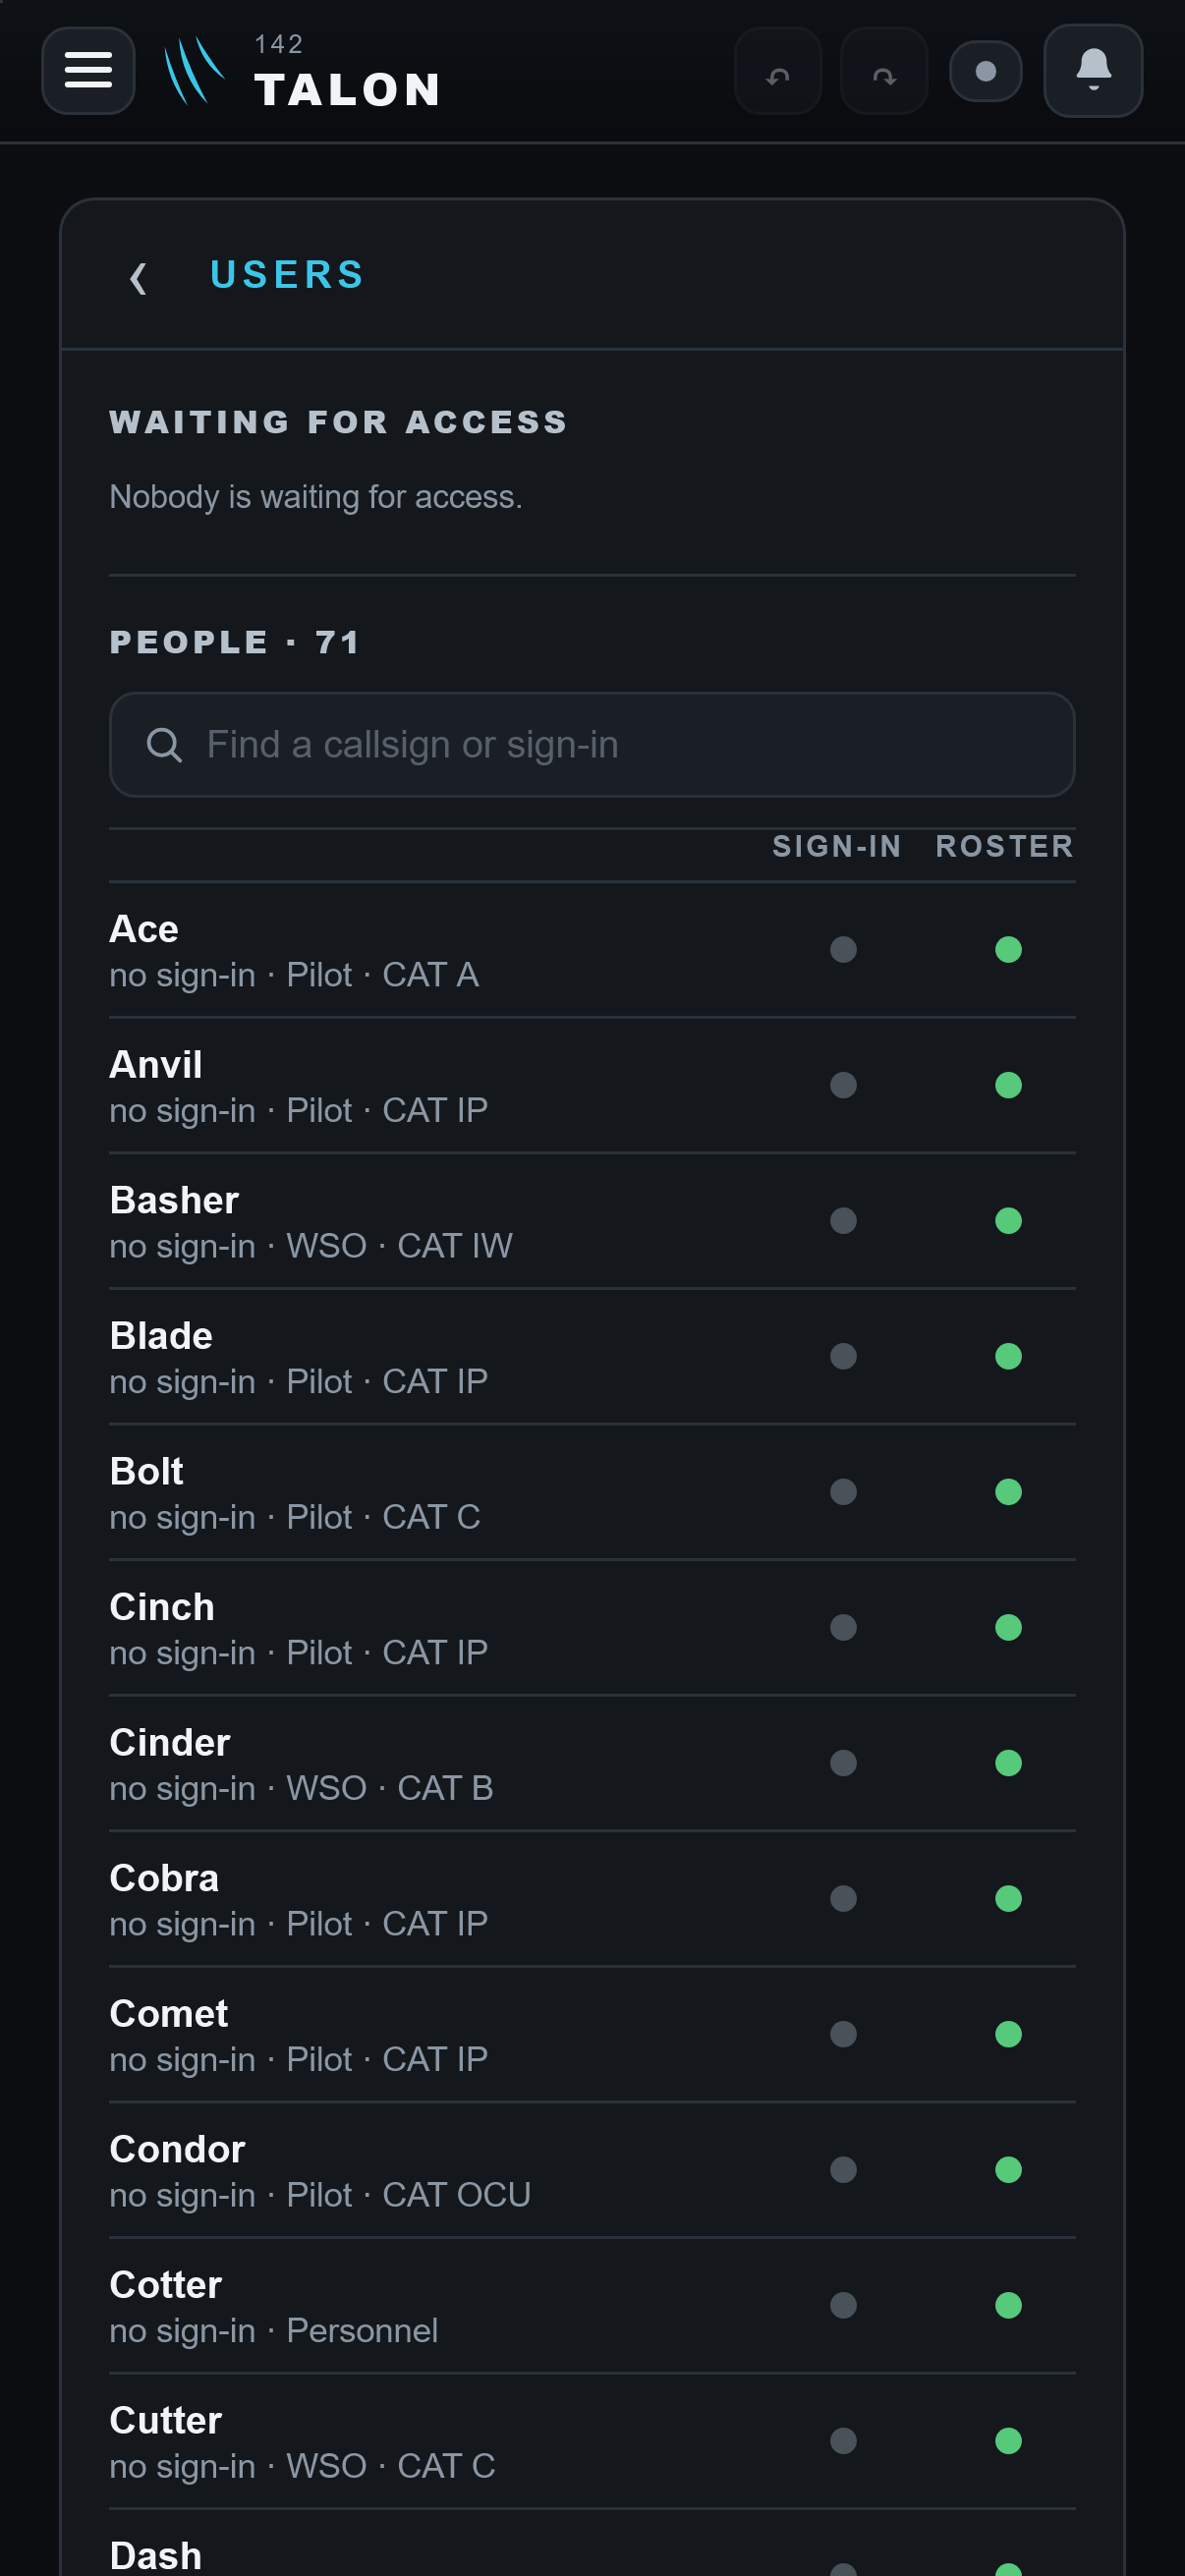 142
TALON
❮ USERS
WAITING FOR ACCESS
Nobody is waiting for access.
PEOPLE · 71
Find a callsign or sign-in
SIGN-IN ROSTER
Ace
no sign-in · Pilot · CAT A
Anvil
no sign-in · Pilot · CAT IP
Basher
no sign-in · WSO · CAT IW
Blade
no sign-in · Pilot · CAT IP
Bolt
no sign-in · Pilot · CAT C
Cinch
no sign-in · Pilot · CAT IP
Cinder
no sign-in · WSO · CAT B
Cobra
no sign-in · Pilot · CAT IP
Comet
no sign-in · Pilot · CAT IP
Condor
no sign-in · Pilot · CAT OCU
Cotter
no sign-in · Personnel
Cutter
no sign-in · WSO · CAT C
Dash